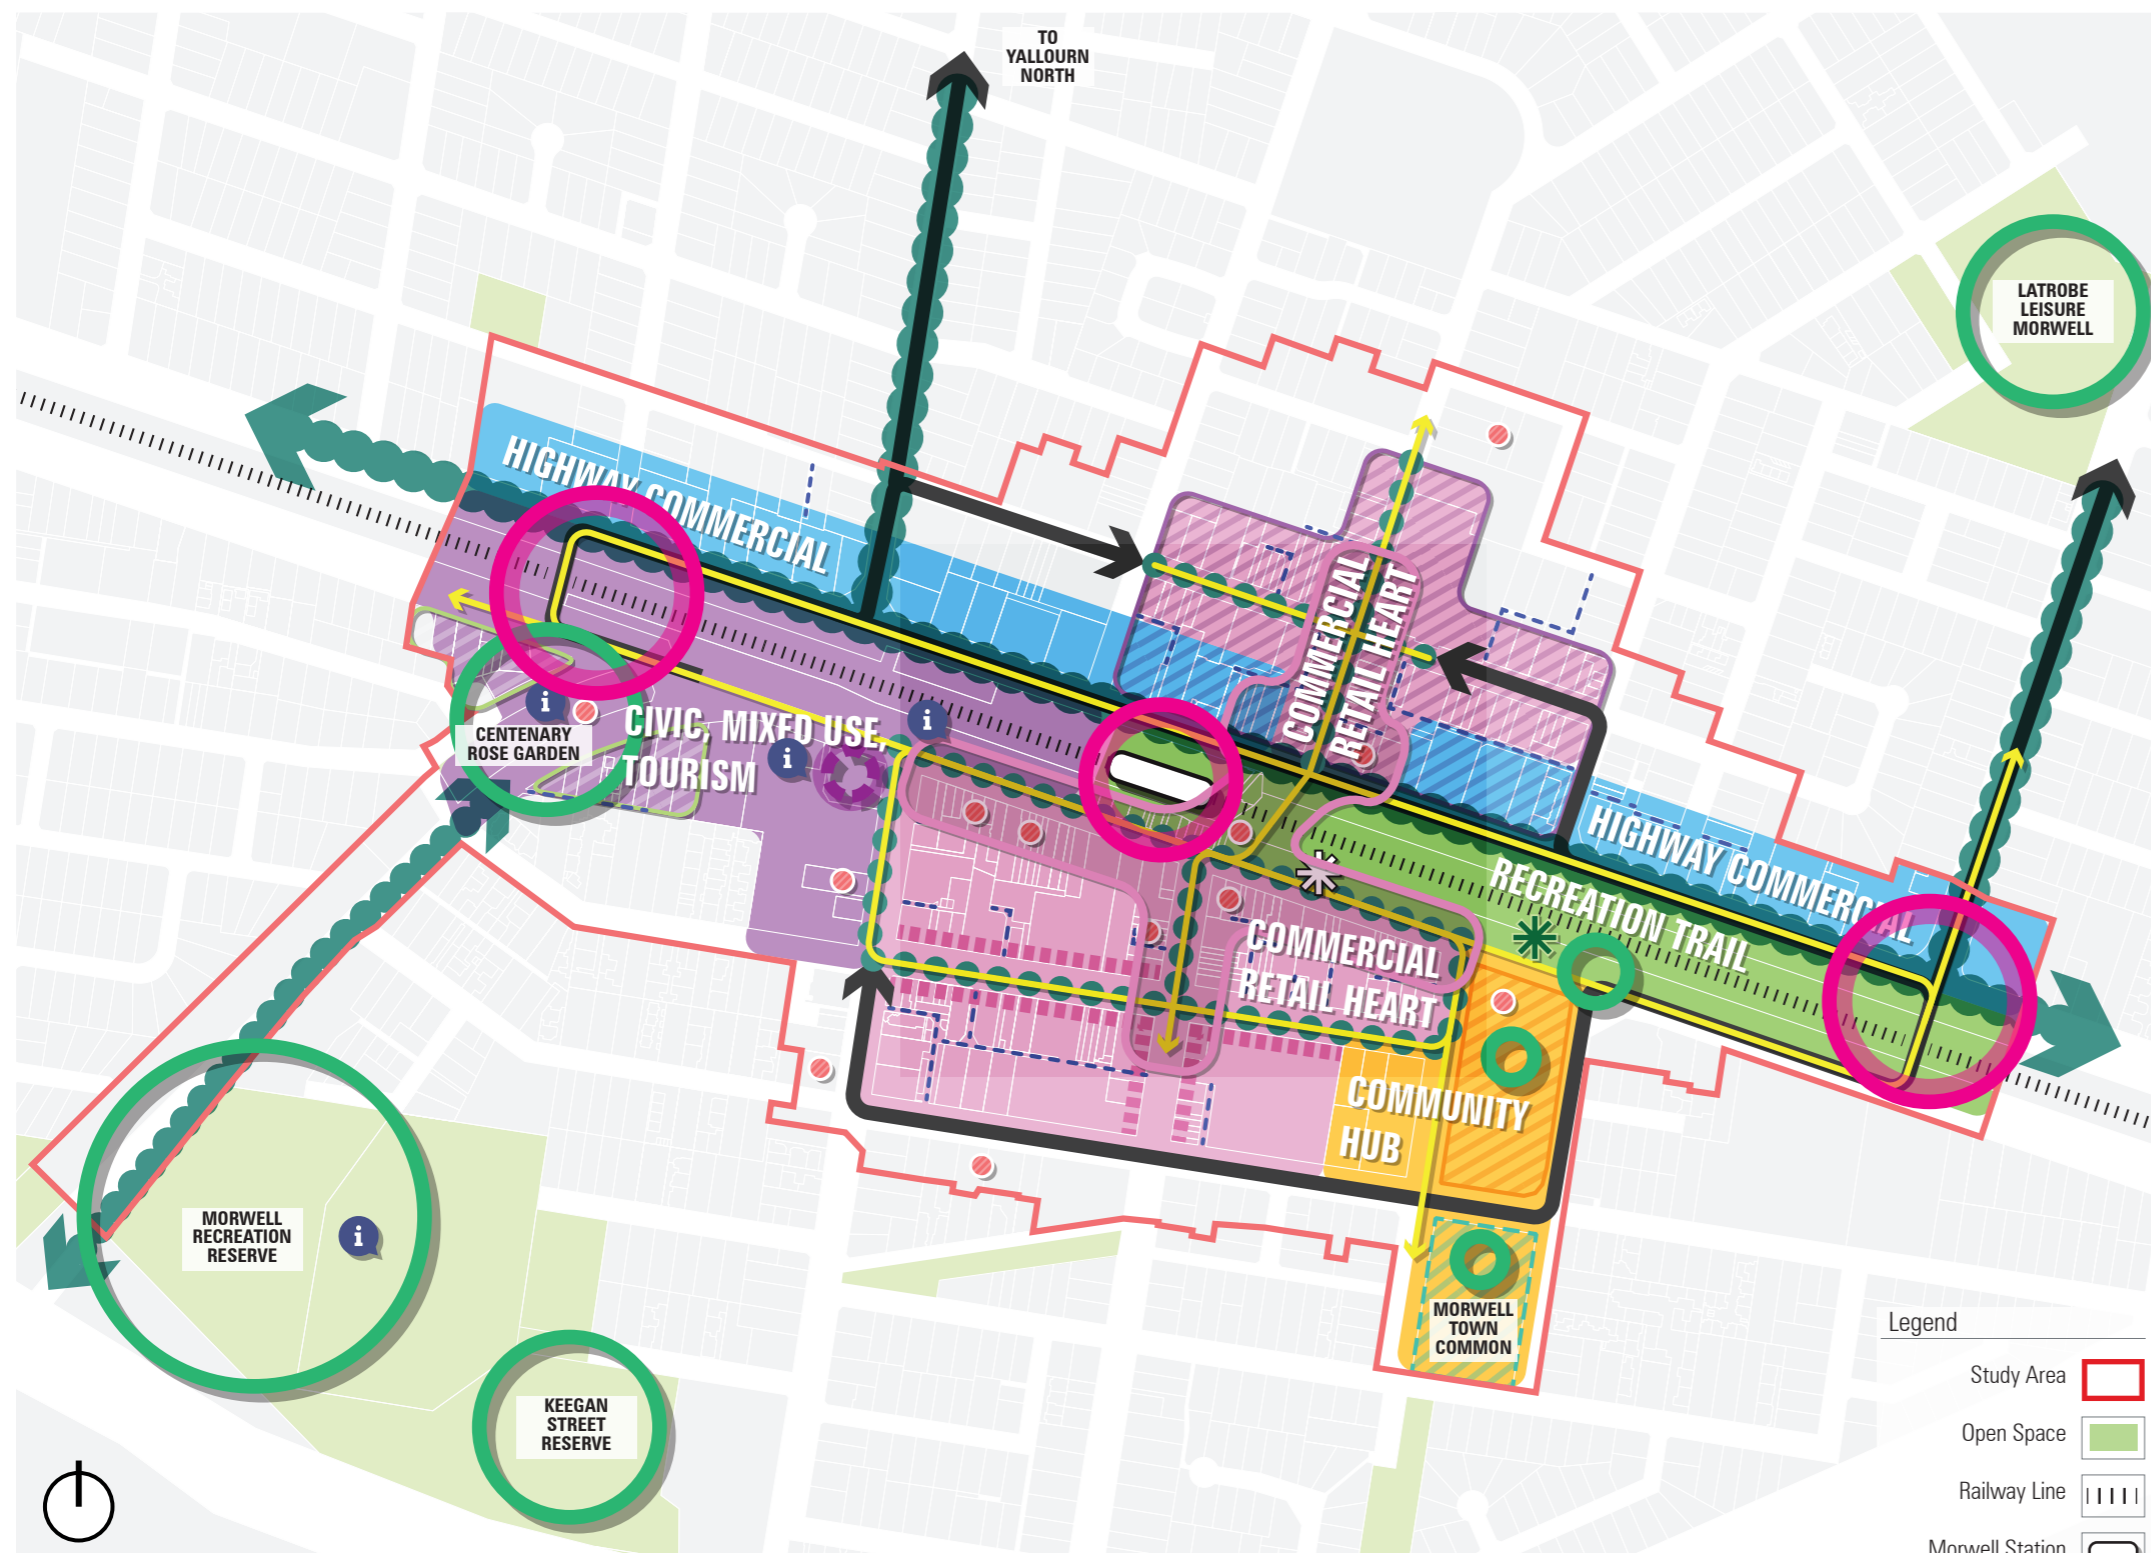 TO
YALLOURN
NORTH
LATROBE
LEISURE
MORWELL
HIGHWAY COMMERCIAL
COMMERCIAL
RETAIL HEART
CENTENARY
ROSE GARDEN
i
CIVIC, MIXED USE,
TOURISM
i
i
HIGHWAY COMMERCIAL
RECREATION TRAIL
COMMERCIAL
RETAIL HEART
COMMUNITY
HUB
MORWELL
RECREATION
RESERVE
i
MORWELL
TOWN
COMMON
KEEGAN
STREET
RESERVE
Legend
Study Area
Open Space
Railway Line
Morwell Station